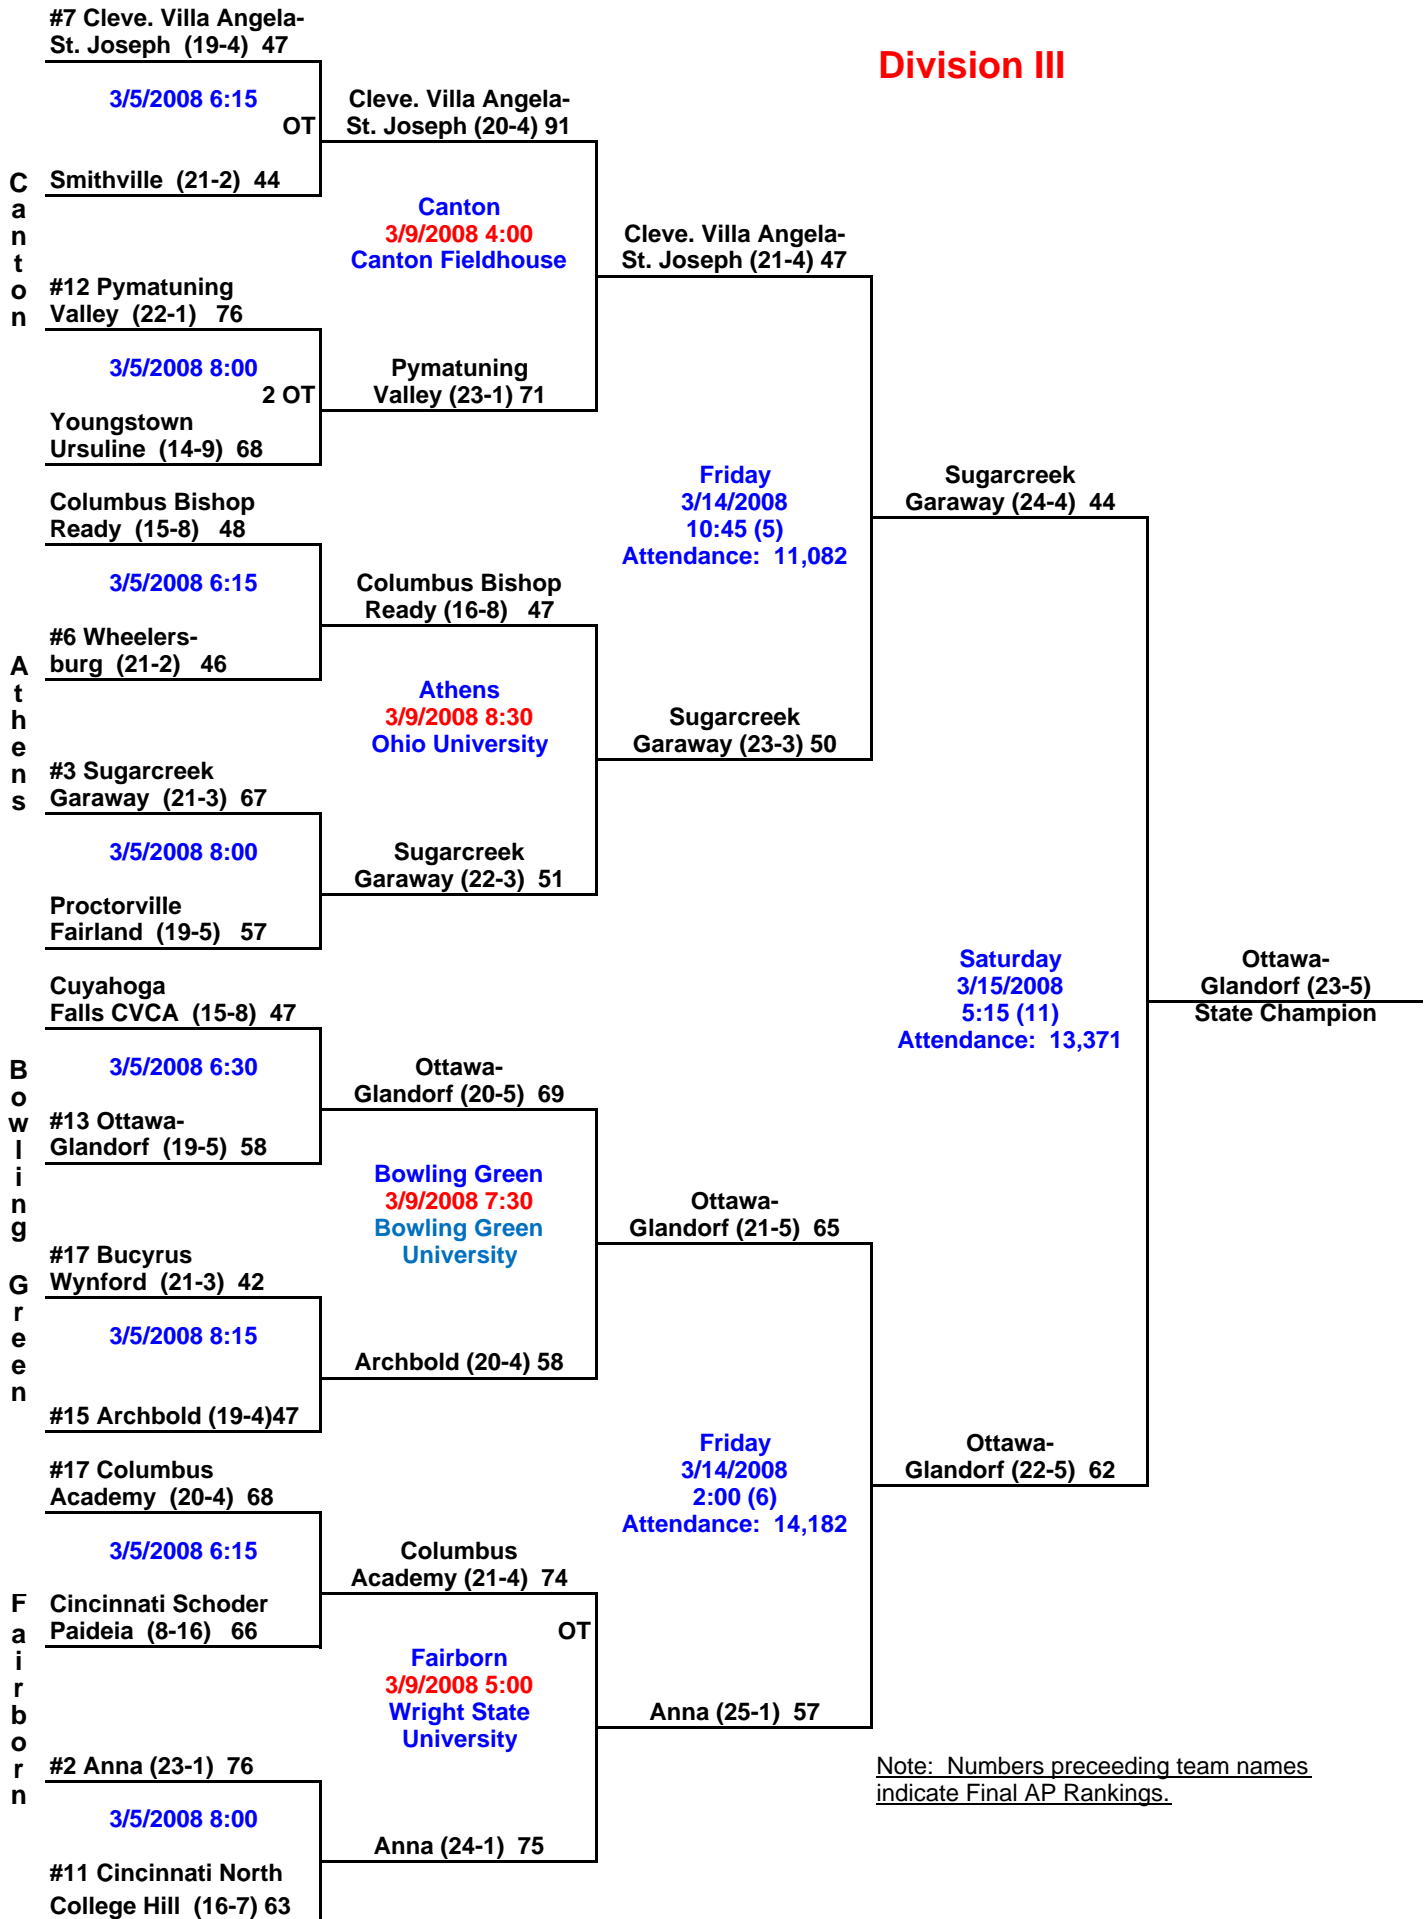 #7 Cleve. Villa Angela-
St. Joseph (19-4) 47
Division III
3/5/2008 6:15
OT
Cleve. Villa Angela-
St. Joseph (20-4) 91
Smithville (21-2) 44
Canton
Canton
3/9/2008 4:00
Canton Fieldhouse
Cleve. Villa Angela-
St. Joseph (21-4) 47
#12 Pymatuning
Valley (22-1) 76
3/5/2008 8:00
2 OT
Pymatuning
Valley (23-1) 71
Youngstown
Ursuline (14-9) 68
Friday
3/14/2008
10:45 (5)
Attendance: 11,082
Sugarcreek
Garaway (24-4) 44
Columbus Bishop
Ready (15-8) 48
3/5/2008 6:15
Columbus Bishop
Ready (16-8) 47
#6 Wheelers-
burg (21-2) 46
Athens
Athens
3/9/2008 8:30
Ohio University
Sugarcreek
Garaway (23-3) 50
#3 Sugarcreek
Garaway (21-3) 67
3/5/2008 8:00
Sugarcreek
Garaway (22-3) 51
Proctorville
Fairland (19-5) 57
Saturday
3/15/2008
5:15 (11)
Attendance: 13,371
Ottawa-
Glandorf (23-5)
State Champion
Cuyahoga
Falls CVCA (15-8) 47
3/5/2008 6:30
Ottawa-
Glandorf (20-5) 69
#13 Ottawa-
Glandorf (19-5) 58
Bowling Green
Bowling Green
3/9/2008 7:30
Bowling Green
University
Ottawa-
Glandorf (21-5) 65
#17 Bucyrus
Wynford (21-3) 42
3/5/2008 8:15
Archbold (20-4) 58
#15 Archbold (19-4)47
Friday
3/14/2008
2:00 (6)
Attendance: 14,182
Ottawa-
Glandorf (22-5) 62
#17 Columbus
Academy (20-4) 68
3/5/2008 6:15
Columbus
Academy (21-4) 74
Cincinnati Schoder
Paideia (8-16) 66
OT
Fairborn
Fairborn
3/9/2008 5:00
Wright State
University
Anna (25-1) 57
#2 Anna (23-1) 76
Note: Numbers preceeding team names
indicate Final AP Rankings.
3/5/2008 8:00
Anna (24-1) 75
#11 Cincinnati North
College Hill (16-7) 63